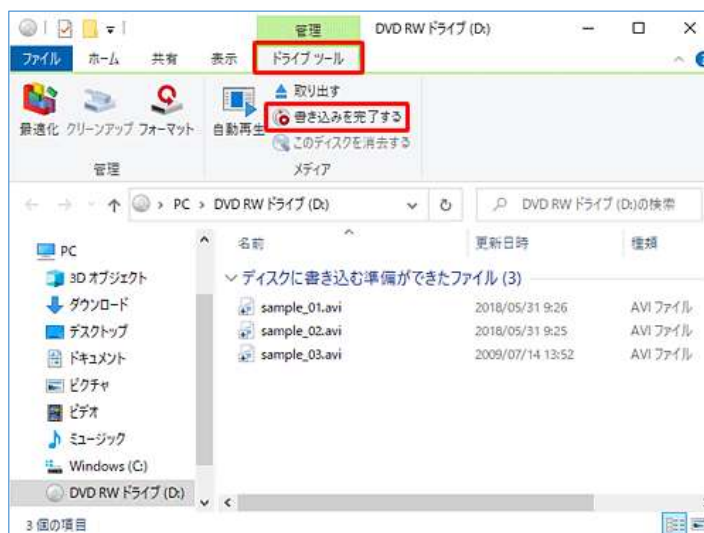 管理
DVD RW ドライブ (D:)
ファイル
ホーム
共有
表示
ドライブ ツール
最適化
クリーンアップ
フォーマット
自動再生
取り出す
書き込みを完了する
このディスクを消去する
管理
メディア
PC > DVD RW ドライブ (D:)
DVD RW ドライブ (D:)の検索
PC
3D オブジェクト
ダウンロード
デスクトップ
ドキュメント
ピクチャ
ビデオ
ミュージック
Windows (C:)
DVD RW ドライブ (D:)
名前 更新日時 種類
ディスクに書き込む準備ができたファイル (3)
sample_01.avi 2018/05/31 9:26 AVI ファイル
sample_02.avi 2018/05/31 9:25 AVI ファイル
sample_03.avi 2009/07/14 13:52 AVI ファイル
3 個の項目